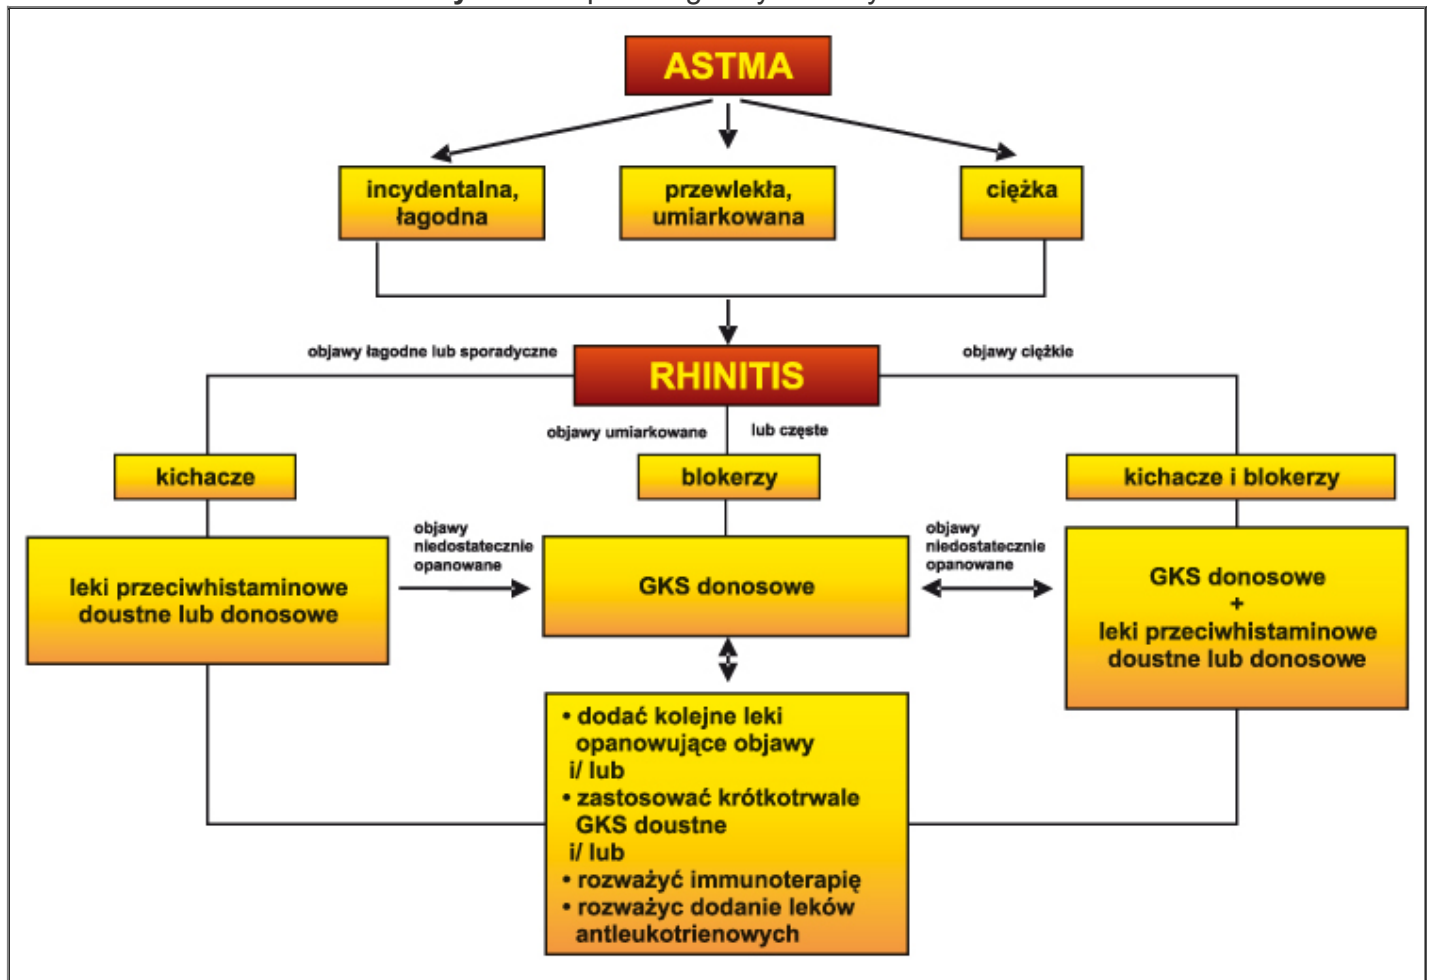 ASTMA
incydentalna,
łagodna
przewlekła,
umiarkowana
ciężka
objawy łagodne lub sporadyczne
RHINITIS
objawy ciężkie
objawy umiarkowane
lub częste
kichacze
blokerzy
kichacze i blokerzy
leki przeciwhistaminowe
doustne lub donosowe
objawy
niedostatecznie
opanowane
GKS donosowe
objawy
niedostatecznie
opanowane
GKS donosowe
+
leki przeciwhistaminowe
doustne lub donosowe
• dodać kolejne leki
opanowujące objawy
i/ lub
• zastosować krótkotrwale
GKS doustne
i/ lub
• rozważyć immunoterapię
• rozważyc dodanie leków
antleukotrienowych